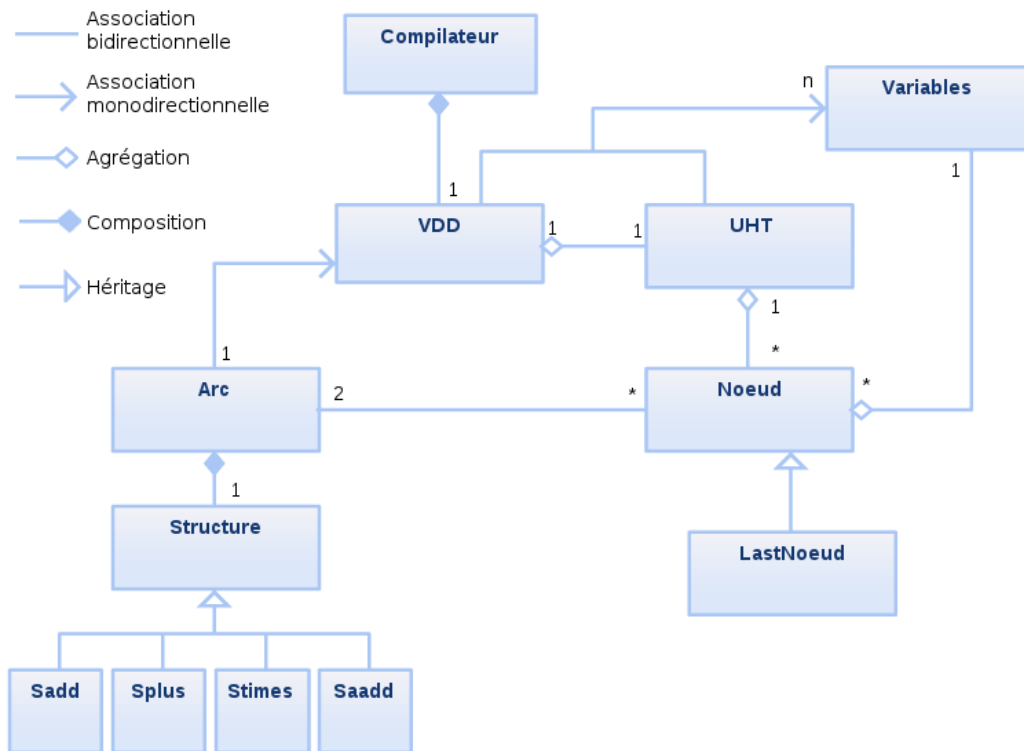 Association
bidirectionnelle
Association
monodirectionnelle
Agrégation
Composition
Héritage
Compilateur
1
n
Variables
1
VDD
1
1
UHT
1
*
1
Arc
2
*
Noeud
*
1
Structure
LastNoeud
Sadd
Splus
Stimes
Saadd